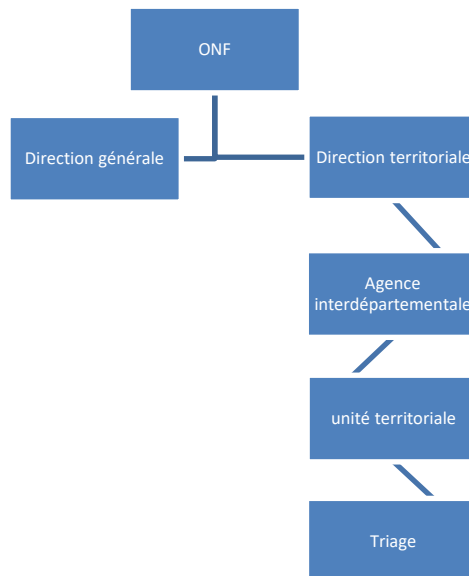 ONF
Direction générale
Direction territoriale
Agence
interdépartementale
unité territoriale
Triage